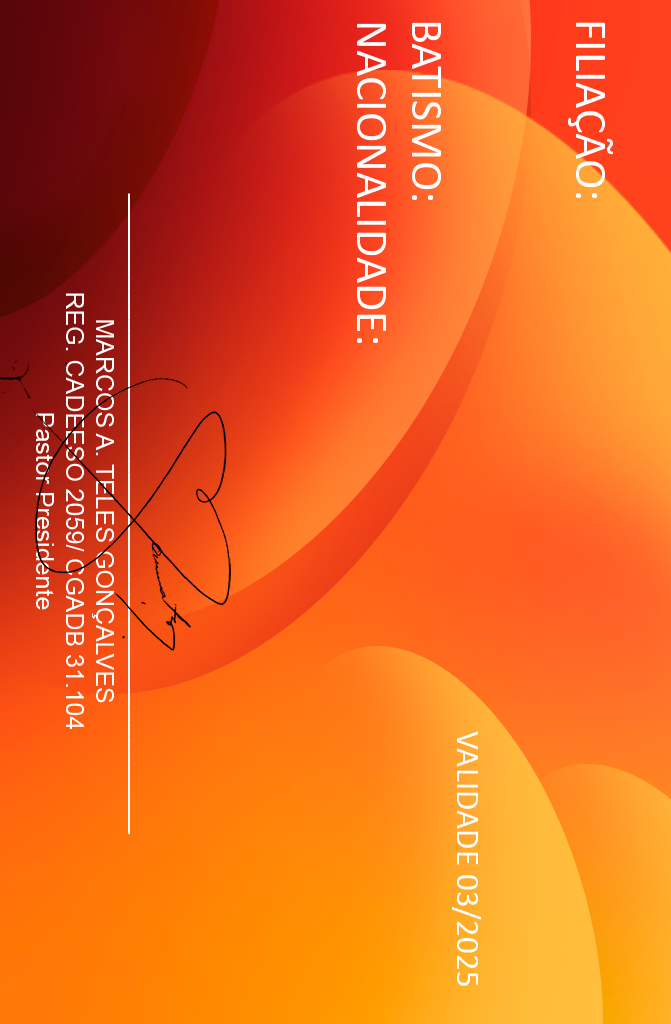 FILIAÇÃO:
BATISMO:
NACIONALIDADE:
VALIDADE 03/2025
MARCOS A. TELES GONÇALVES
REG. CADEESO 2059/ CGADB 31.104
Pastor Presidente